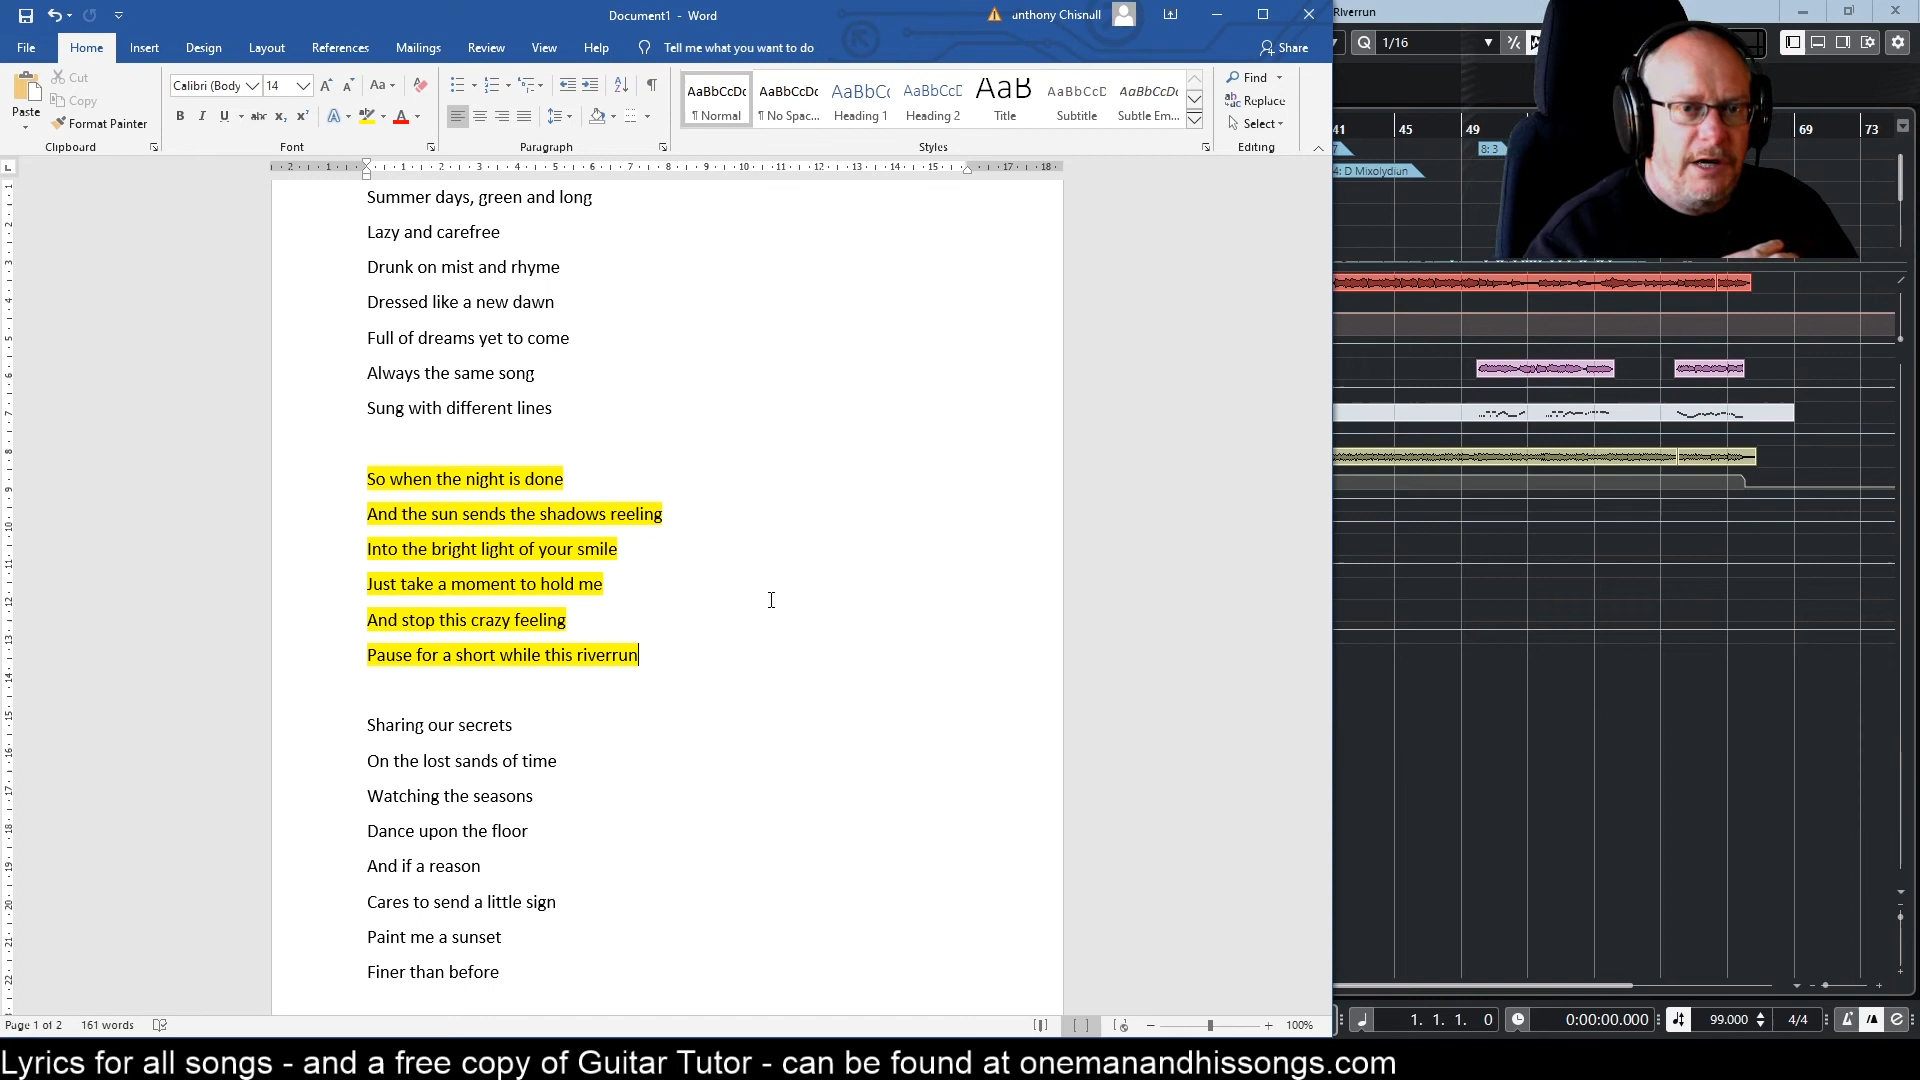 Document1 - Word
anthony Chisnall
Riverrun
File Home Insert Design Layout References Mailings Review View Help Tell me what you want to do Share
Paste
Cut
Copy
Format Painter
Clipboard
Calibri (Body 14
Aa
B I U abc x₂ x²
Font
Paragraph
AaBbCcDc AaBbCcDc AaBbCc AaBbCcC AaB AaBbCcD AaBbCcDc
¶ Normal ¶ No Spac... Heading 1 Heading 2 Title Subtitle Subtle Em...
Styles
Find
Replace
Select
Editing
1/16
41 45 49 69 73
8: 3
4: D Mixolydian
Summer days, green and long
Lazy and carefree
Drunk on mist and rhyme
Dressed like a new dawn
Full of dreams yet to come
Always the same song
Sung with different lines
So when the night is done
And the sun sends the shadows reeling
Into the bright light of your smile
Just take a moment to hold me
And stop this crazy feeling
Pause for a short while this riverrun
Sharing our secrets
On the lost sands of time
Watching the seasons
Dance upon the floor
And if a reason
Cares to send a little sign
Paint me a sunset
Finer than before
Page 1 of 2 161 words
100%
1. 1. 1. 0
0:00:00.000
99.000
4/4
Lyrics for all songs - and a free copy of Guitar Tutor - can be found at onemanandhissongs.com